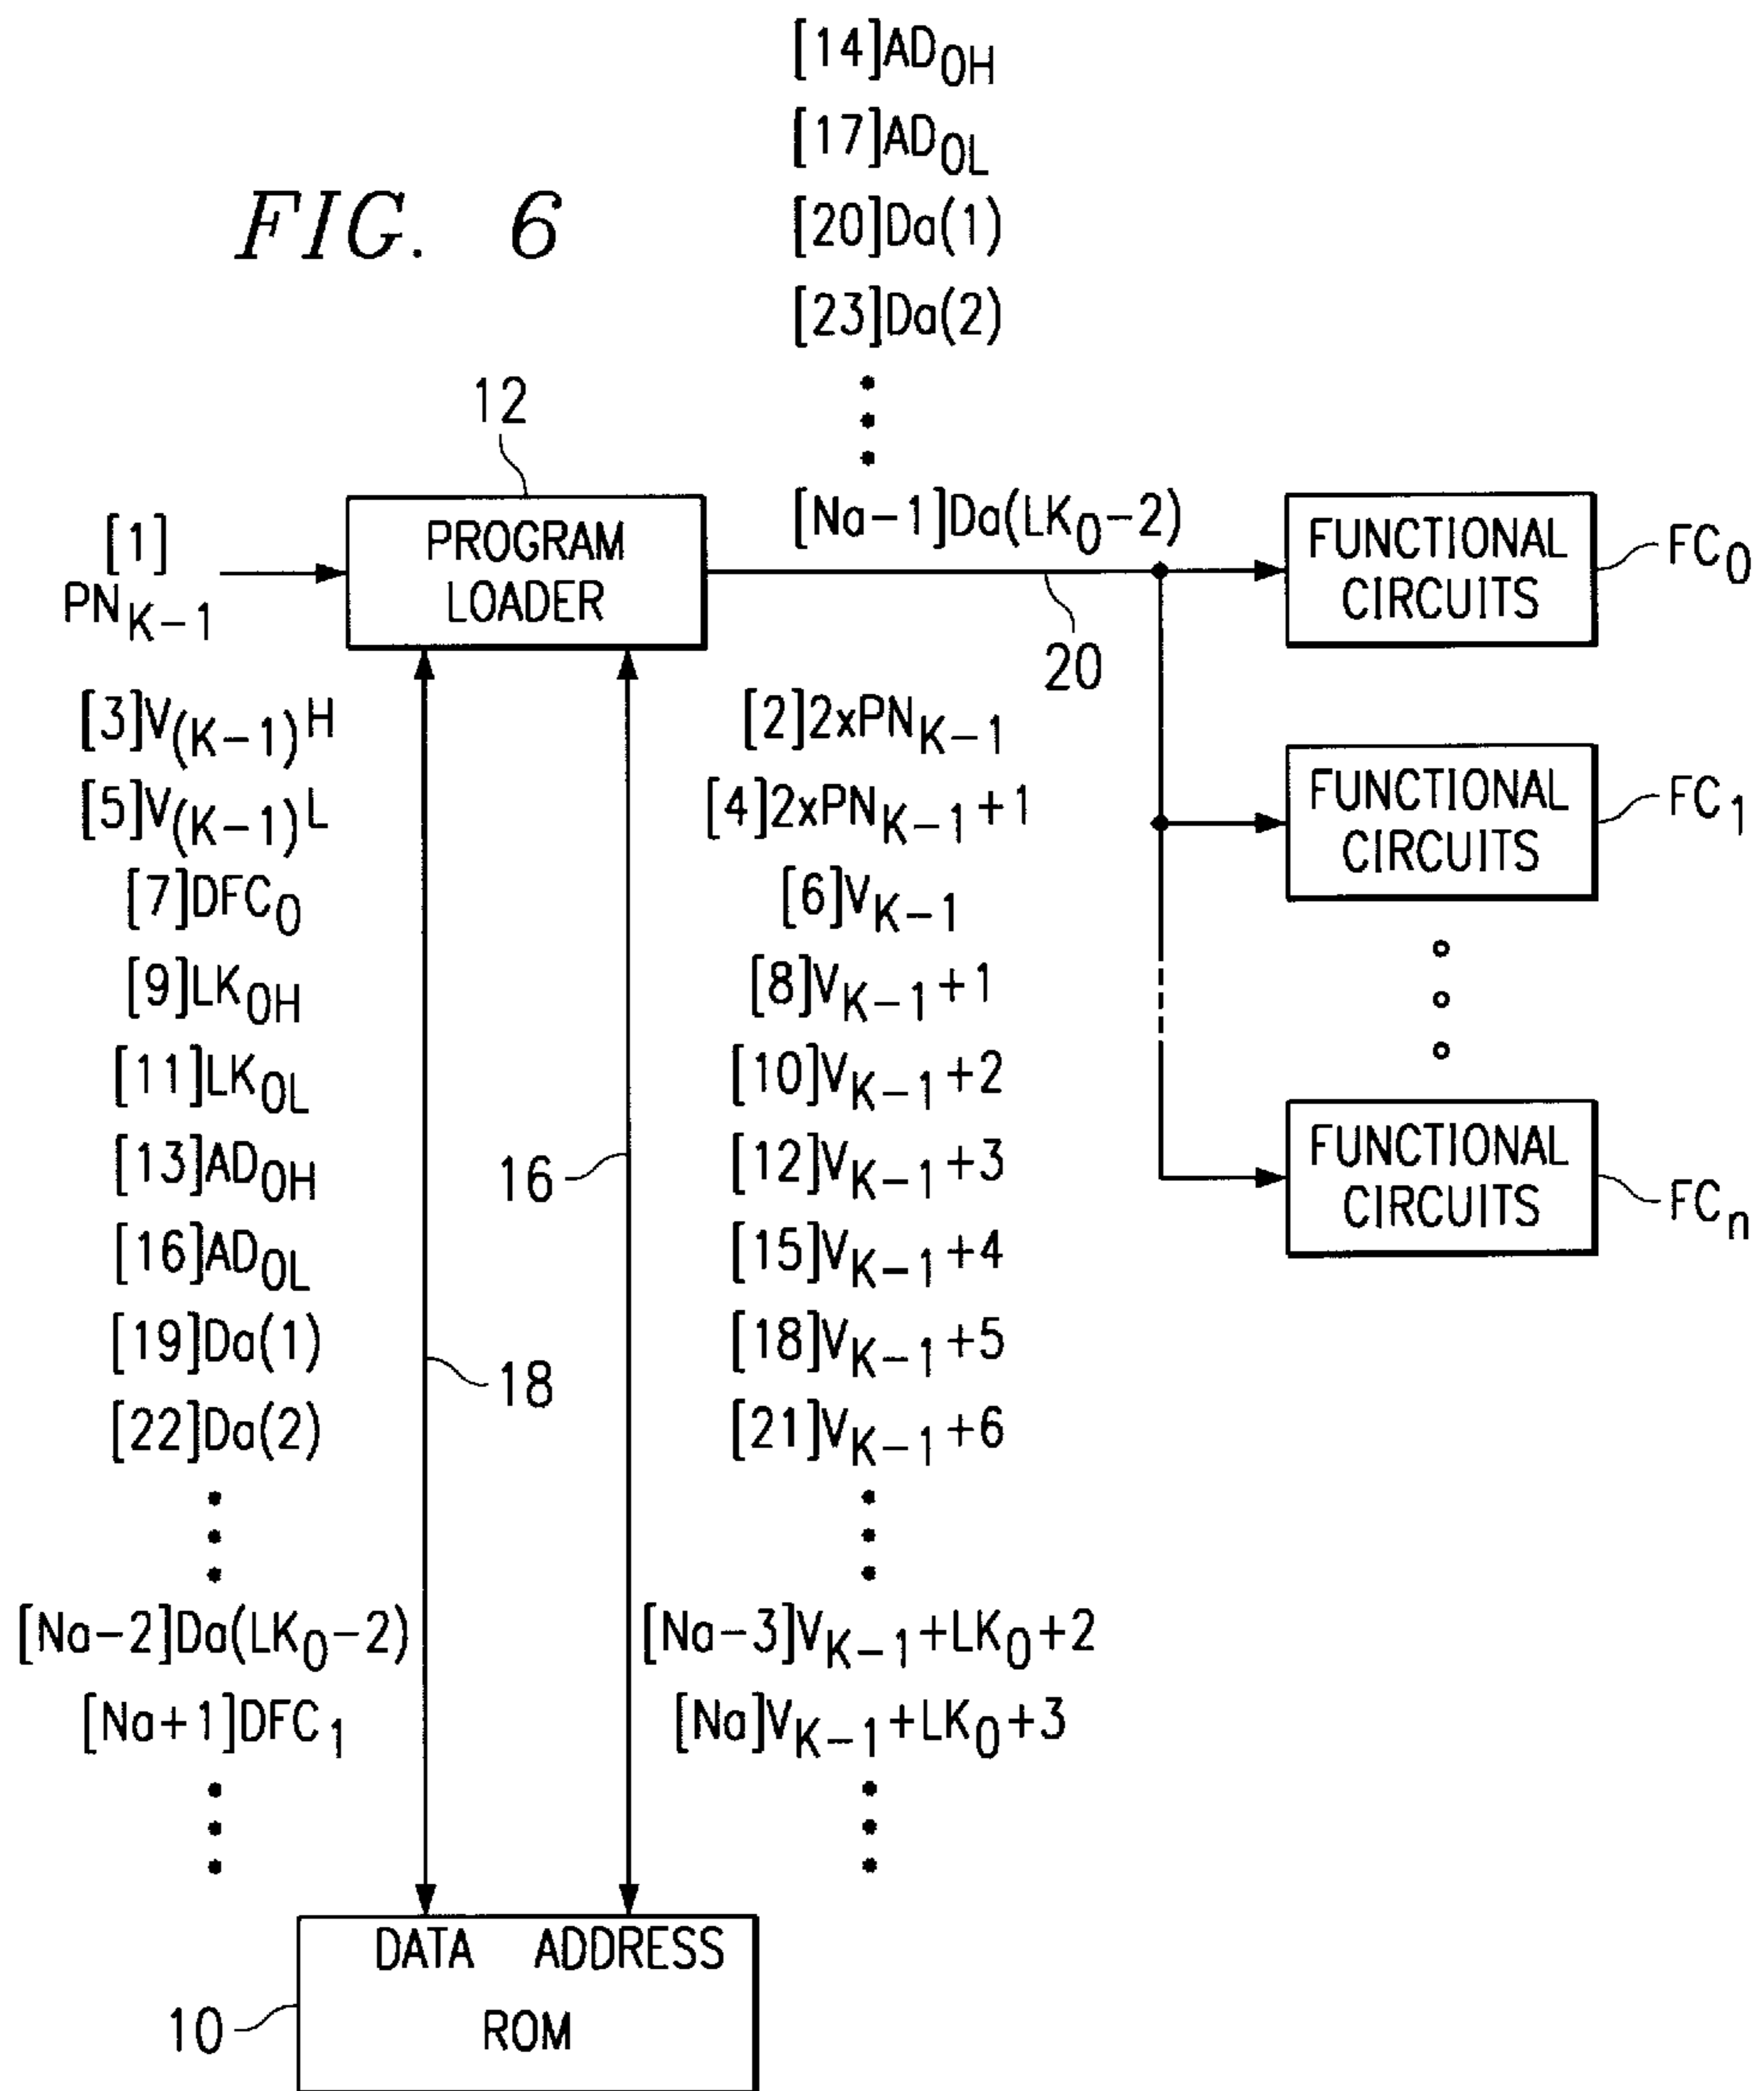 FIG. 6
[14]AD0H
[17]AD0L
[20]Da(1)
[23]Da(2)
[Na-1]Da(LK0-2)
12
[1]
PNK-1
PROGRAM
LOADER
20
FUNCTIONAL
CIRCUITS
FC0
FUNCTIONAL
CIRCUITS
FC1
FUNCTIONAL
CIRCUITS
FCn
[3]V(K-1)H
[5]V(K-1)L
[7]DFC0
[9]LK0H
[11]LK0L
[13]AD0H
[16]AD0L
[19]Da(1)
[22]Da(2)
[Na-2]Da(LK0-2)
[Na+1]DFC1
18
16
[2]2xPNK-1
[4]2xPNK-1+1
[6]VK-1
[8]VK-1+1
[10]VK-1+2
[12]VK-1+3
[15]VK-1+4
[18]VK-1+5
[21]VK-1+6
[Na-3]VK-1+LK0+2
[Na]VK-1+LK0+3
DATA ADDRESS
ROM
10